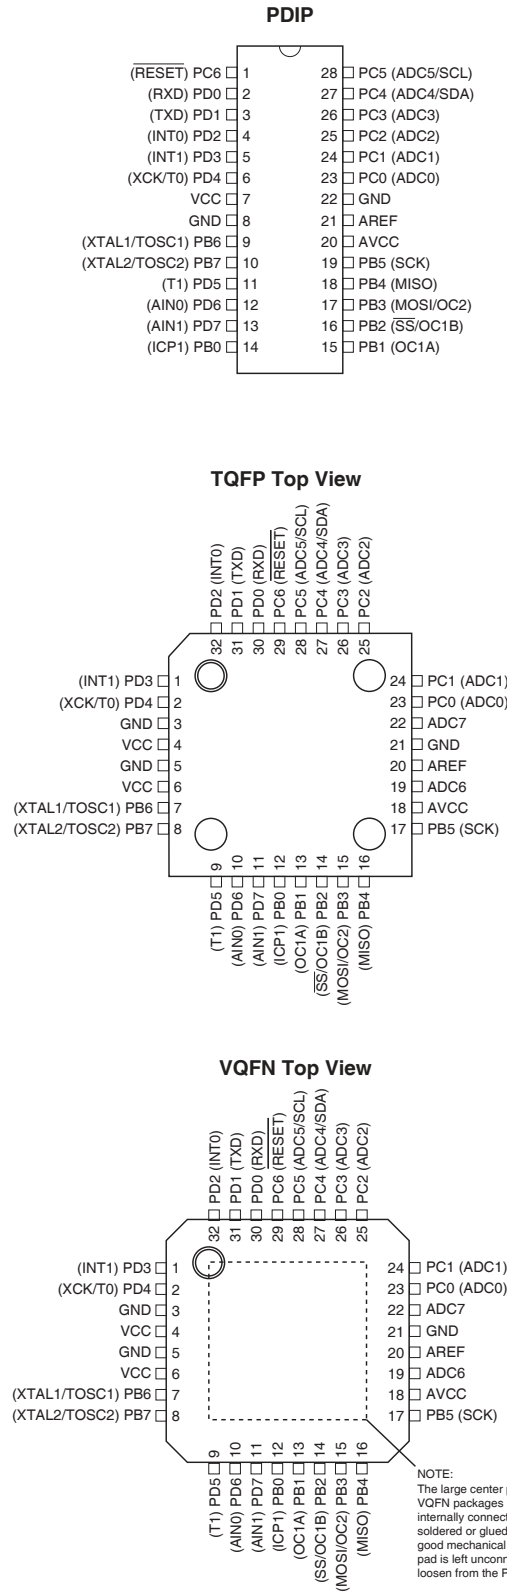 PDIP
(RESET) PC6 1 28 PC5 (ADC5/SCL)
(RXD) PD0 2 27 PC4 (ADC4/SDA)
(TXD) PD1 3 26 PC3 (ADC3)
(INT0) PD2 4 25 PC2 (ADC2)
(INT1) PD3 5 24 PC1 (ADC1)
(XCK/T0) PD4 6 23 PC0 (ADC0)
VCC 7 22 GND
GND 8 21 AREF
(XTAL1/TOSC1) PB6 9 20 AVCC
(XTAL2/TOSC2) PB7 10 19 PB5 (SCK)
(T1) PD5 11 18 PB4 (MISO)
(AIN0) PD6 12 17 PB3 (MOSI/OC2)
(AIN1) PD7 13 16 PB2 (SS/OC1B)
(ICP1) PB0 14 15 PB1 (OC1A)
TQFP Top View
32 PD2 (INT0)
31 PD1 (TXD)
30 PD0 (RXD)
29 PC6 (RESET)
28 PC5 (ADC5/SCL)
27 PC4 (ADC4/SDA)
26 PC3 (ADC3)
25 PC2 (ADC2)
(INT1) PD3 1 24 PC1 (ADC1)
(XCK/T0) PD4 2 23 PC0 (ADC0)
GND 3 22 ADC7
VCC 4 21 GND
GND 5 20 AREF
VCC 6 19 ADC6
(XTAL1/TOSC1) PB6 7 18 AVCC
(XTAL2/TOSC2) PB7 8 17 PB5 (SCK)
(T1) PD5 9
(AIN0) PD6 10
(AIN1) PD7 11
(ICP1) PB0 12
(OC1A) PB1 13
(SS/OC1B) PB2 14
(MOSI/OC2) PB3 15
(MISO) PB4 16
VQFN Top View
32 PD2 (INT0)
31 PD1 (TXD)
30 PD0 (RXD)
29 PC6 (RESET)
28 PC5 (ADC5/SCL)
27 PC4 (ADC4/SDA)
26 PC3 (ADC3)
25 PC2 (ADC2)
(INT1) PD3 1 24 PC1 (ADC1)
(XCK/T0) PD4 2 23 PC0 (ADC0)
GND 3 22 ADC7
VCC 4 21 GND
GND 5 20 AREF
VCC 6 19 ADC6
(XTAL1/TOSC1) PB6 7 18 AVCC
(XTAL2/TOSC2) PB7 8 17 PB5 (SCK)
(T1) PD5 9
(AIN0) PD6 10
(AIN1) PD7 11
(ICP1) PB0 12
(OC1A) PB1 13
(SS/OC1B) PB2 14
(MOSI/OC2) PB3 15
(MISO) PB4 16
NOTE:
The large center
VQFN packages
internally
soldered or glued
good mechanical
pad is left
loosen from the